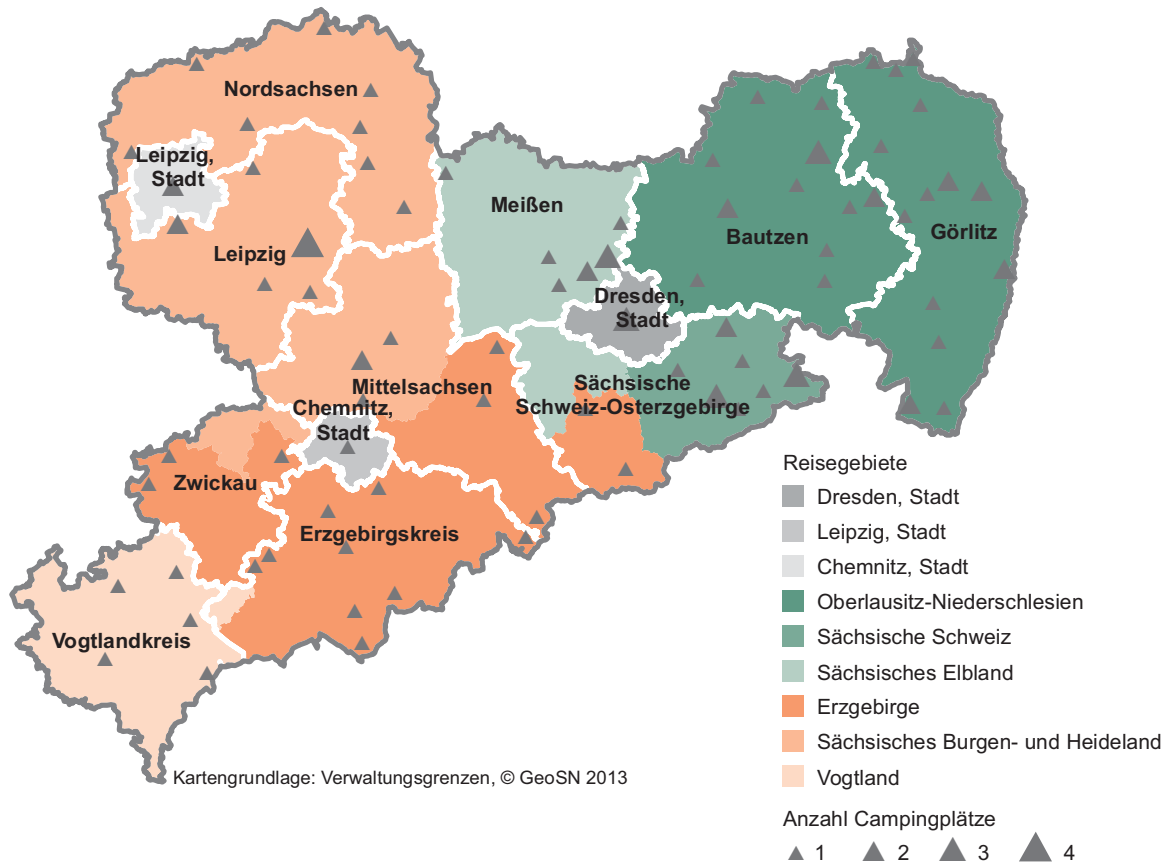 Nordsachsen
Leipzig,
Stadt
Meißen
Leipzig
Bautzen
Görlitz
Dresden,
Stadt
Mittelsachsen
Sächsische
Schweiz-Osterzgebirge
Chemnitz,
Stadt
Zwickau
Erzgebirgskreis
Vogtlandkreis
Kartengrundlage: Verwaltungsgrenzen, © GeoSN 2013
Reisegebiete
Dresden, Stadt
Leipzig, Stadt
Chemnitz, Stadt
Oberlausitz-Niederschlesien
Sächsische Schweiz
Sächsisches Elbland
Erzgebirge
Sächsisches Burgen- und Heideland
Vogtland
Anzahl Campingplätze
1 2 3 4